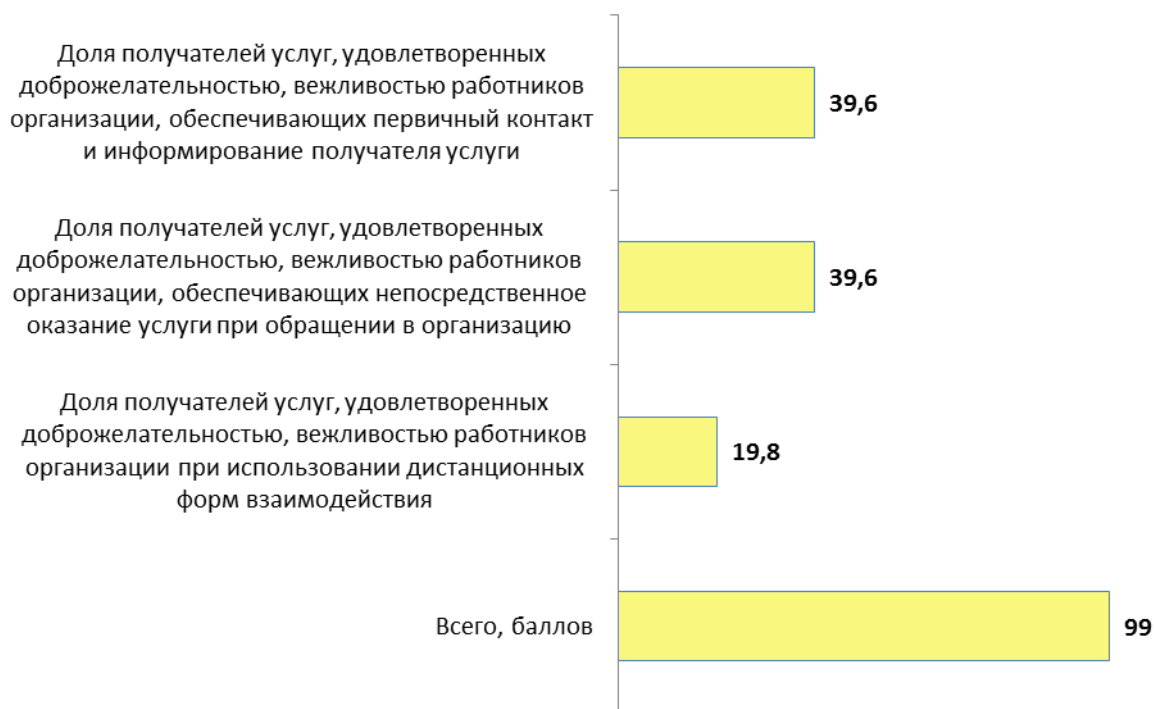 Доля получателей услуг, удовлетворенных
доброжелательностью, вежливостью работников
организации, обеспечивающих первичный контакт
и информирование получателя услуги
39,6
Доля получателей услуг, удовлетворенных
доброжелательностью, вежливостью работников
организации, обеспечивающих непосредственное
оказание услуги при обращении в организацию
39,6
Доля получателей услуг, удовлетворенных
доброжелательностью, вежливостью работников
организации при использовании дистанционных
форм взаимодействия
19,8
Всего, баллов
99